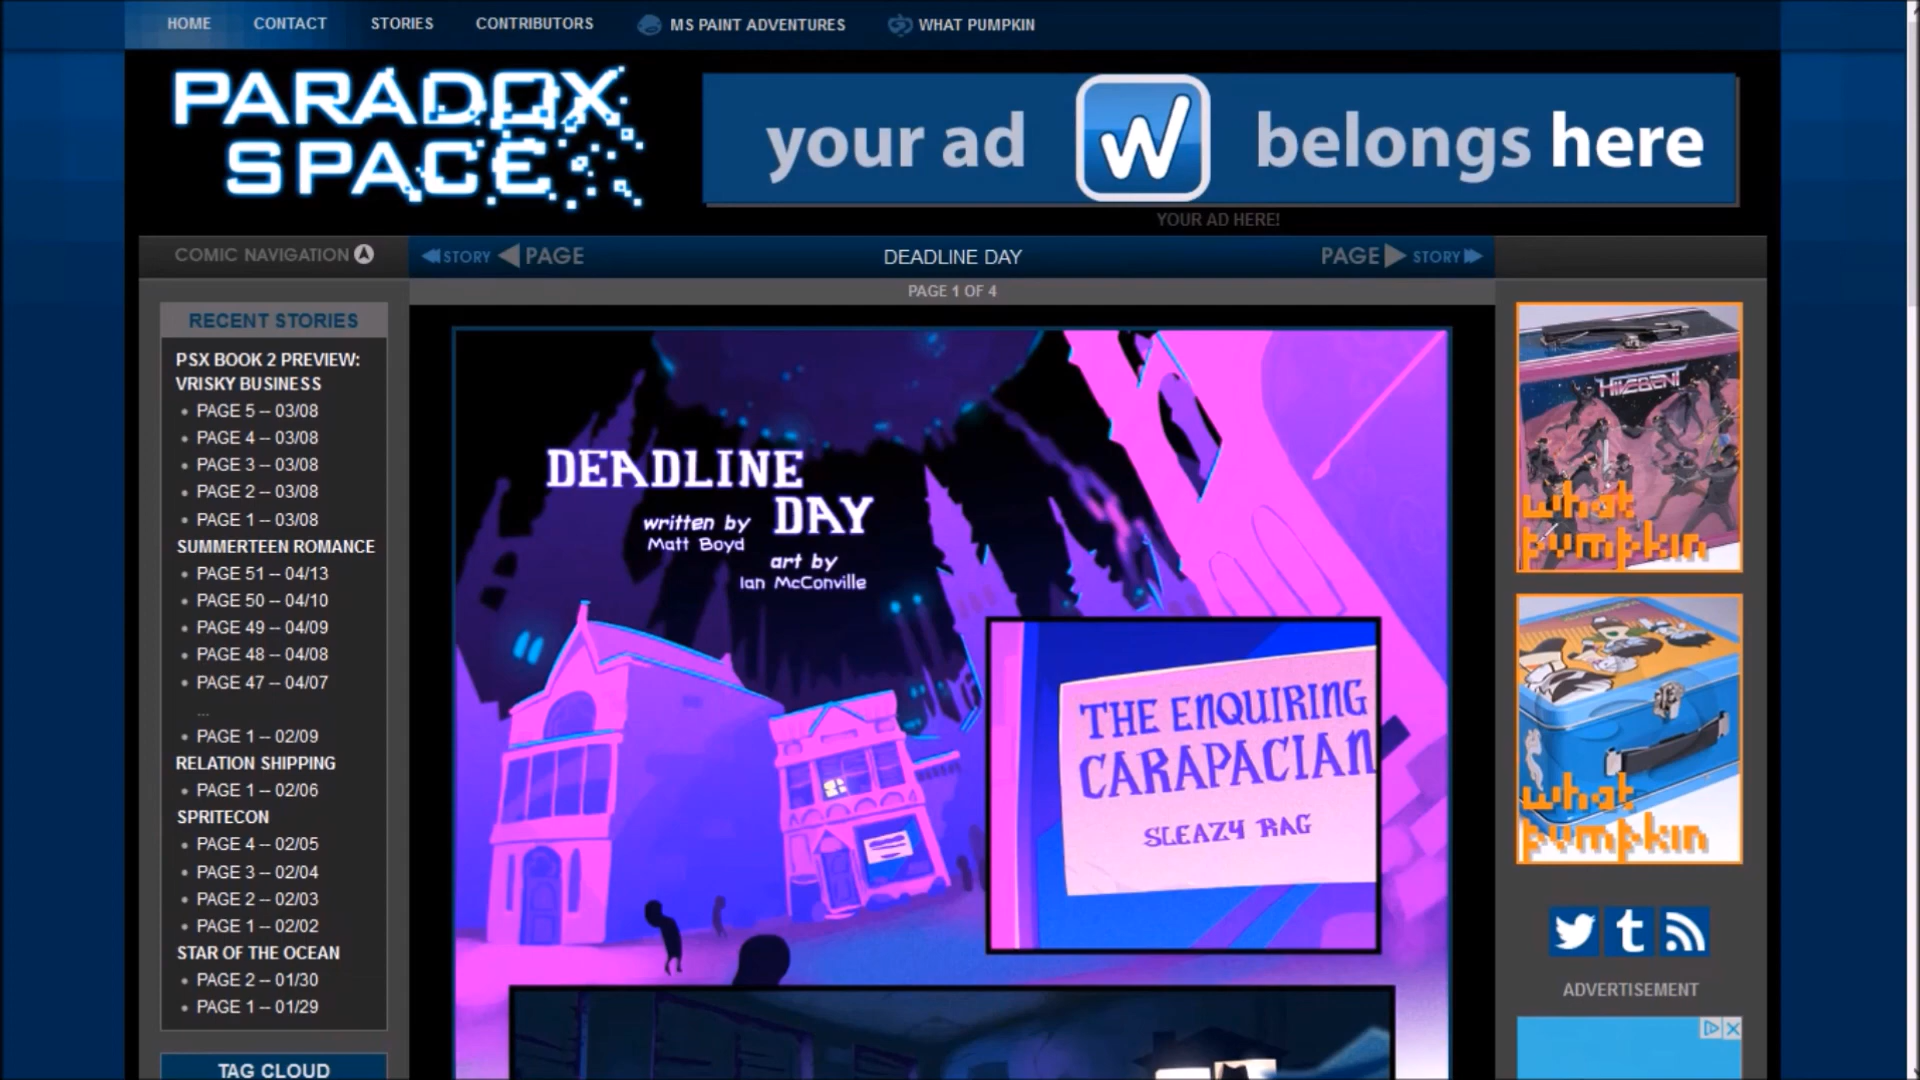 HOME CONTACT STORIES CONTRIBUTORS MS PAINT ADVENTURES WHAT PUMPKIN
PARADOX
SPACE
your ad W belongs here
YOUR AD HERE!
COMIC NAVIGATION
STORY PAGE DEADLINE DAY PAGE STORY
PAGE 1 OF 4
RECENT STORIES
PSX BOOK 2 PREVIEW:
VRISKY BUSINESS
PAGE 5 -- 03/08
PAGE 4 -- 03/08
PAGE 3 -- 03/08
PAGE 2 -- 03/08
PAGE 1 -- 03/08
SUMMERTEEN ROMANCE
PAGE 51 -- 04/13
PAGE 50 -- 04/10
PAGE 49 -- 04/09
PAGE 48 -- 04/08
PAGE 47 -- 04/07
...
PAGE 1 -- 02/09
RELATION SHIPPING
PAGE 1 -- 02/06
SPRITECON
PAGE 4 -- 02/05
PAGE 3 -- 02/04
PAGE 2 -- 02/03
PAGE 1 -- 02/02
STAR OF THE OCEAN
PAGE 2 -- 01/30
PAGE 1 -- 01/29
TAG CLOUD
DEADLINE
DAY
written by
Matt Boyd
art by
Ian McConville
THE ENQUIRING
CARAPACIAN
SLEAZY RAG
HIVEBENT
what
pumpkin
what
pumpkin
ADVERTISEMENT